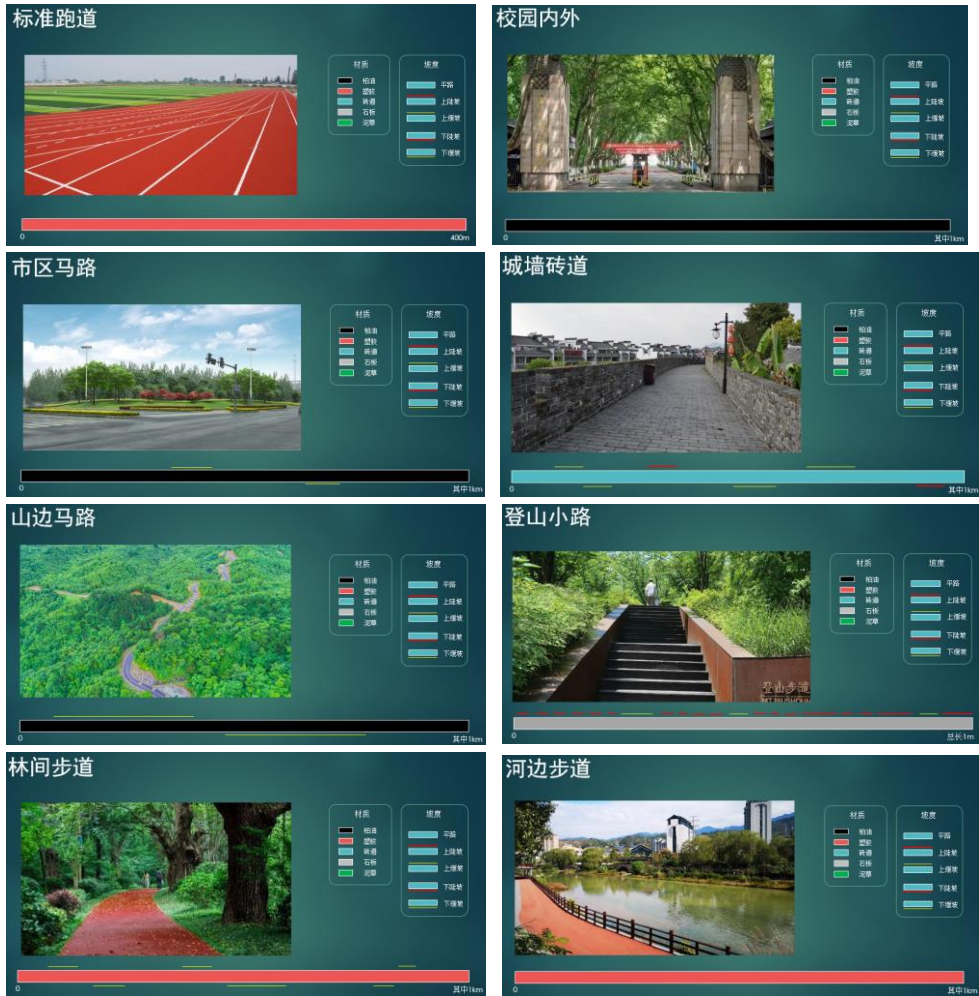 标准跑道
材质
柏油
塑胶
砖道
石板
泥草
坡度
平路
上陡坡
上缓坡
下陡坡
下缓坡
0
400m
校园内外
材质
柏油
塑胶
砖道
石板
泥草
坡度
平路
上陡坡
上缓坡
下陡坡
下缓坡
0
其中1km
市区马路
材质
柏油
塑胶
砖道
石板
泥草
坡度
平路
上陡坡
上缓坡
下陡坡
下缓坡
0
其中1km
城墙砖道
材质
柏油
塑胶
砖道
石板
泥草
坡度
平路
上陡坡
上缓坡
下陡坡
下缓坡
0
其中1km
山边马路
材质
柏油
塑胶
砖道
石板
泥草
坡度
平路
上陡坡
上缓坡
下陡坡
下缓坡
0
其中1km
登山小路
登山步道
材质
柏油
塑胶
砖道
石板
泥草
坡度
平路
上陡坡
上缓坡
下陡坡
下缓坡
0
总长1m
林间步道
材质
柏油
塑胶
砖道
石板
泥草
坡度
平路
上陡坡
上缓坡
下陡坡
下缓坡
0
其中1km
河边步道
材质
柏油
塑胶
砖道
石板
泥草
坡度
平路
上陡坡
上缓坡
下陡坡
下缓坡
0
其中1km